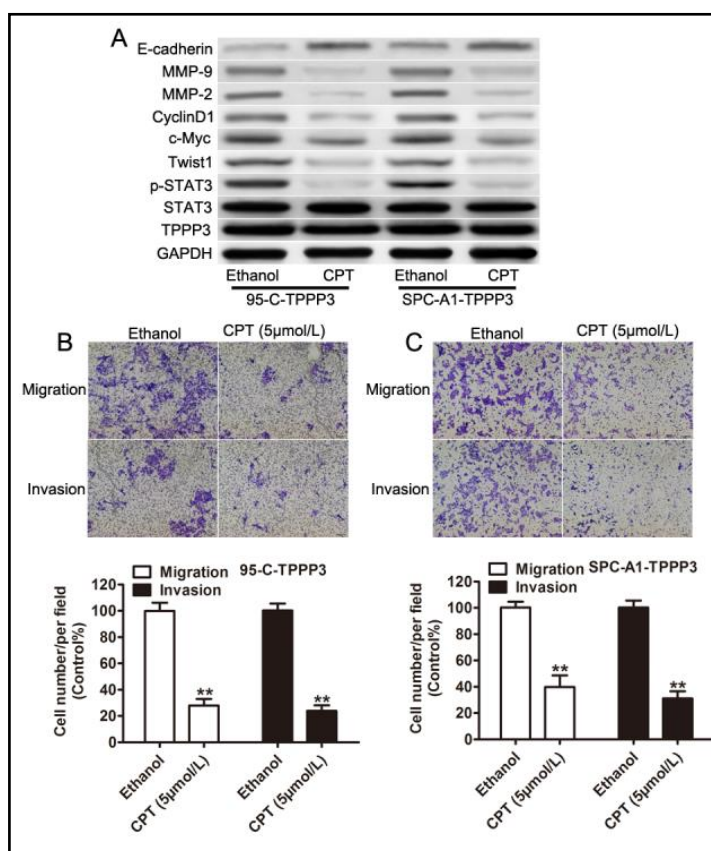 A
E-cadherin
MMP-9
MMP-2
CyclinD1
c-Myc
Twist1
p-STAT3
STAT3
TPPP3
GAPDH
Ethanol CPT Ethanol CPT
95-C-TPPP3 SPC-A1-TPPP3
B
Ethanol CPT (5μmol/L)
Migration
Invasion
Cell number/per field
(Control%)
120
100
80
60
40
20
0
Migration 95-C-TPPP3
Invasion
**
**
Ethanol
CPT (5μmol/L)
Ethanol
CPT (5μmol/L)
C
Ethanol CPT (5μmol/L)
Migration
Invasion
Cell number/per field
(Control%)
120
100
80
60
40
20
0
Migration SPC-A1-TPPP3
Invasion
**
**
Ethanol
CPT (5μmol/L)
Ethanol
CPT (5μmol/L)